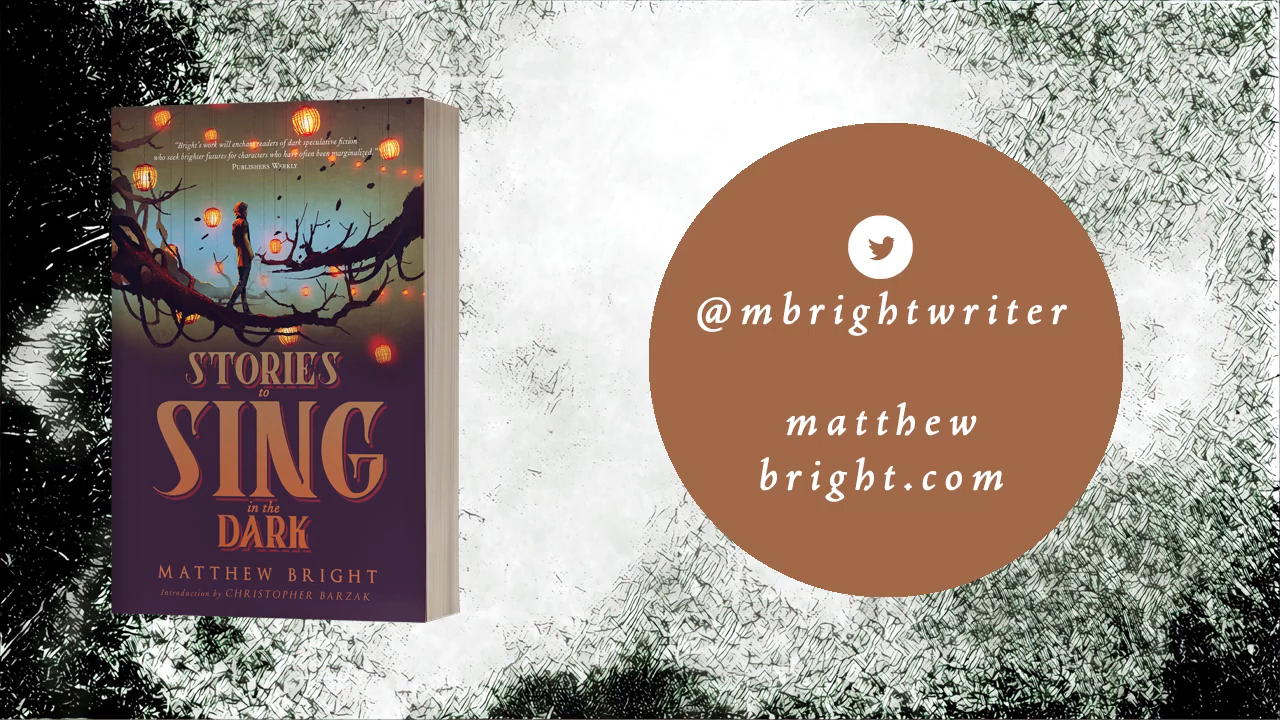 "Bright's work will enchant readers of dark speculative fiction
who seek brighter futures for characters who have often been marginalized."
PUBLISHERS WEEKLY
STORIES
to
SING
in the
DARK
MATTHEW BRIGHT
Introduction by CHRISTOPHER BARZAK
@mbrightwriter
matthew
bright.com